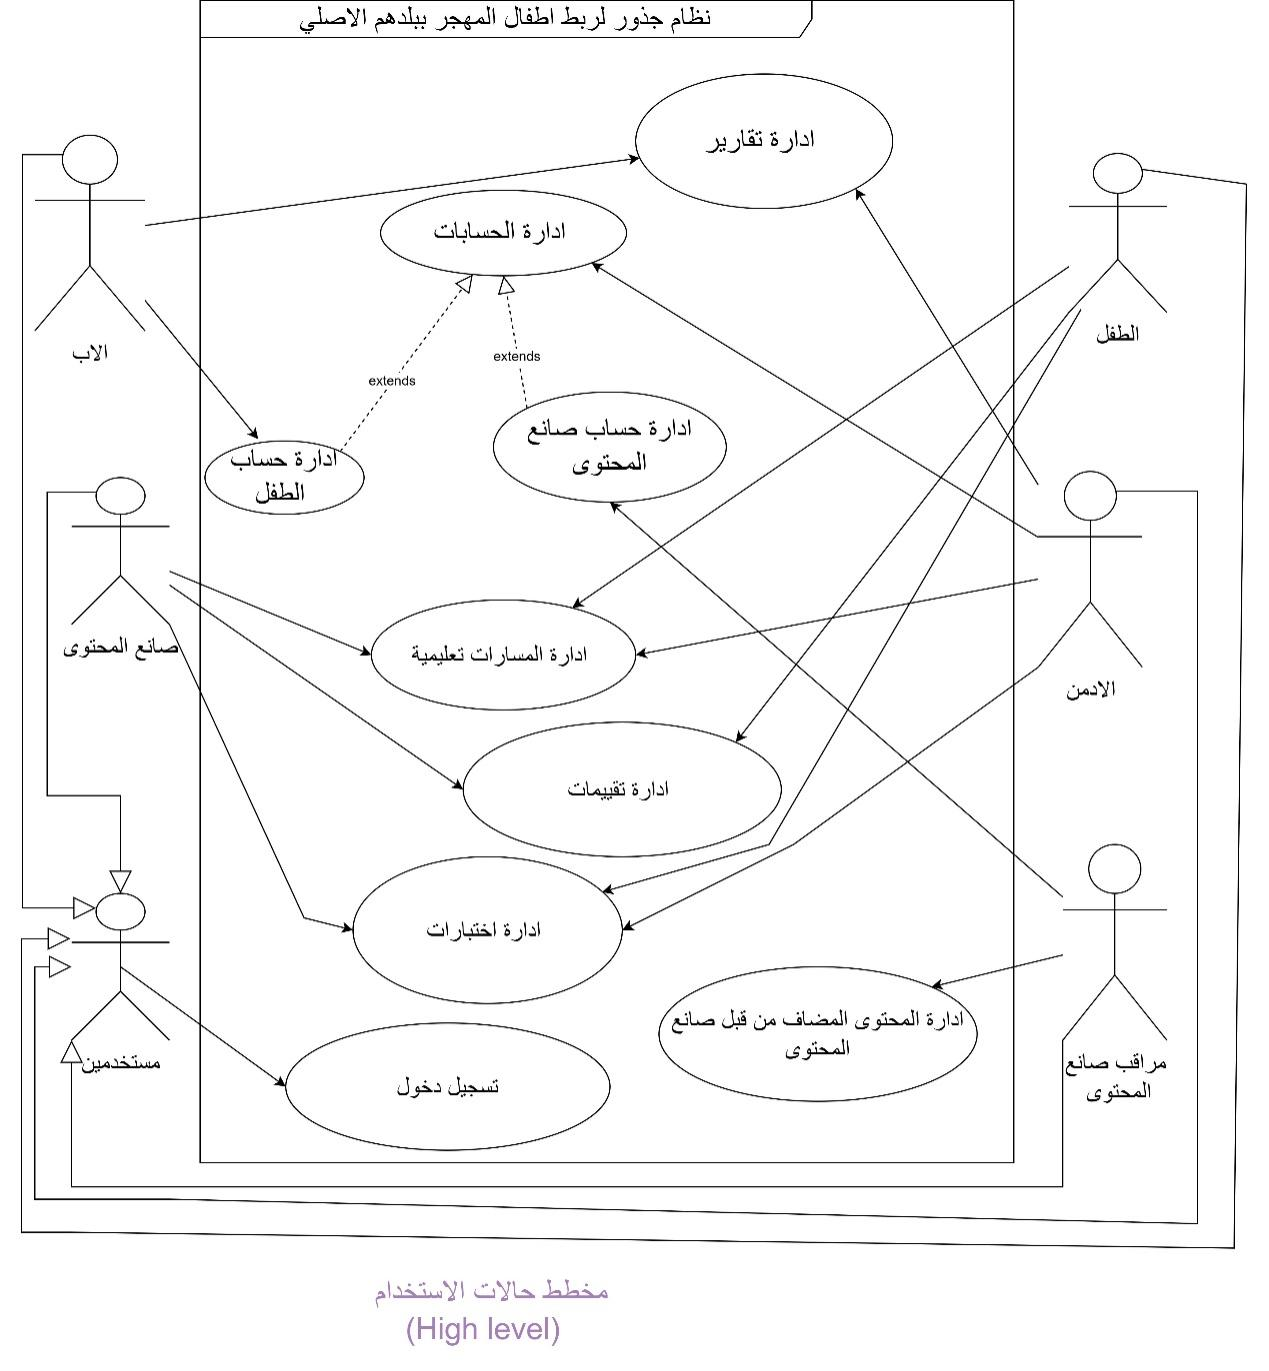 نظام جذور لربط اطفال المهجر ببلدهم الاصلي
ادارة تقارير
ادارة الحسابات
الطفل
الاب
extends
extends
ادارة حساب صانع
المحتوى
ادارة حساب
الطفل
صانع المحتوى
ادارة المسارات تعليمية
الادمن
ادارة تقييمات
ادارة اختبارات
ادارة المحتوى المضاف من قبل صانع
المحتوى
مراقب صانع
المحتوى
مستخدمين
تسجيل دخول
مخطط حالات الاستخدام
(High level)